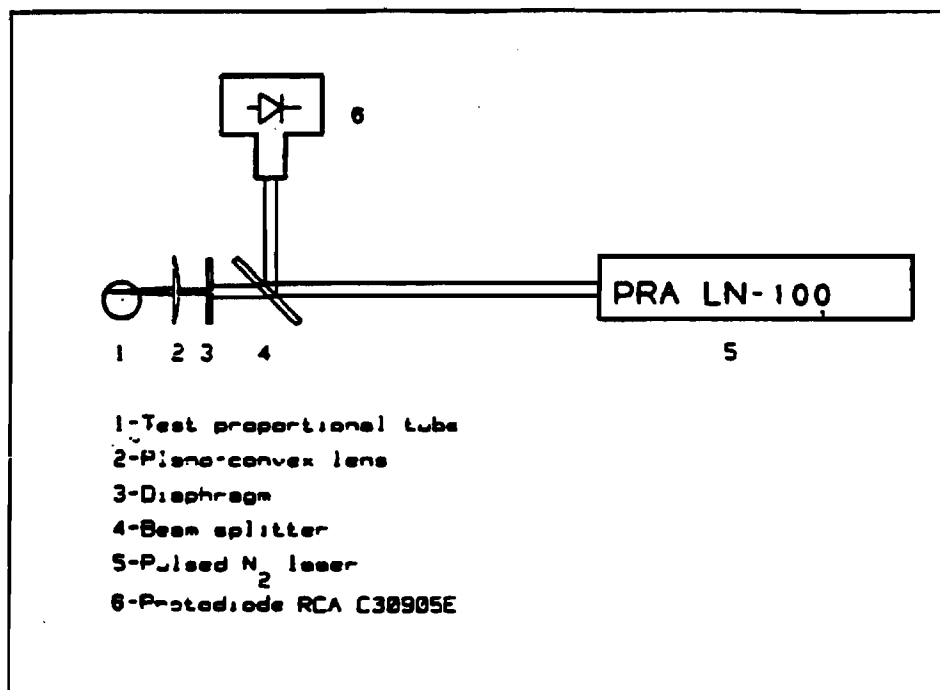 6
PRA LN-100
1 2 3 4 5
1-Test proportional tube
2-Plano-convex lens
3-Diaphragm
4-Beam splitter
5-Pulsed N2 laser
6-Photodiode RCA C30905E